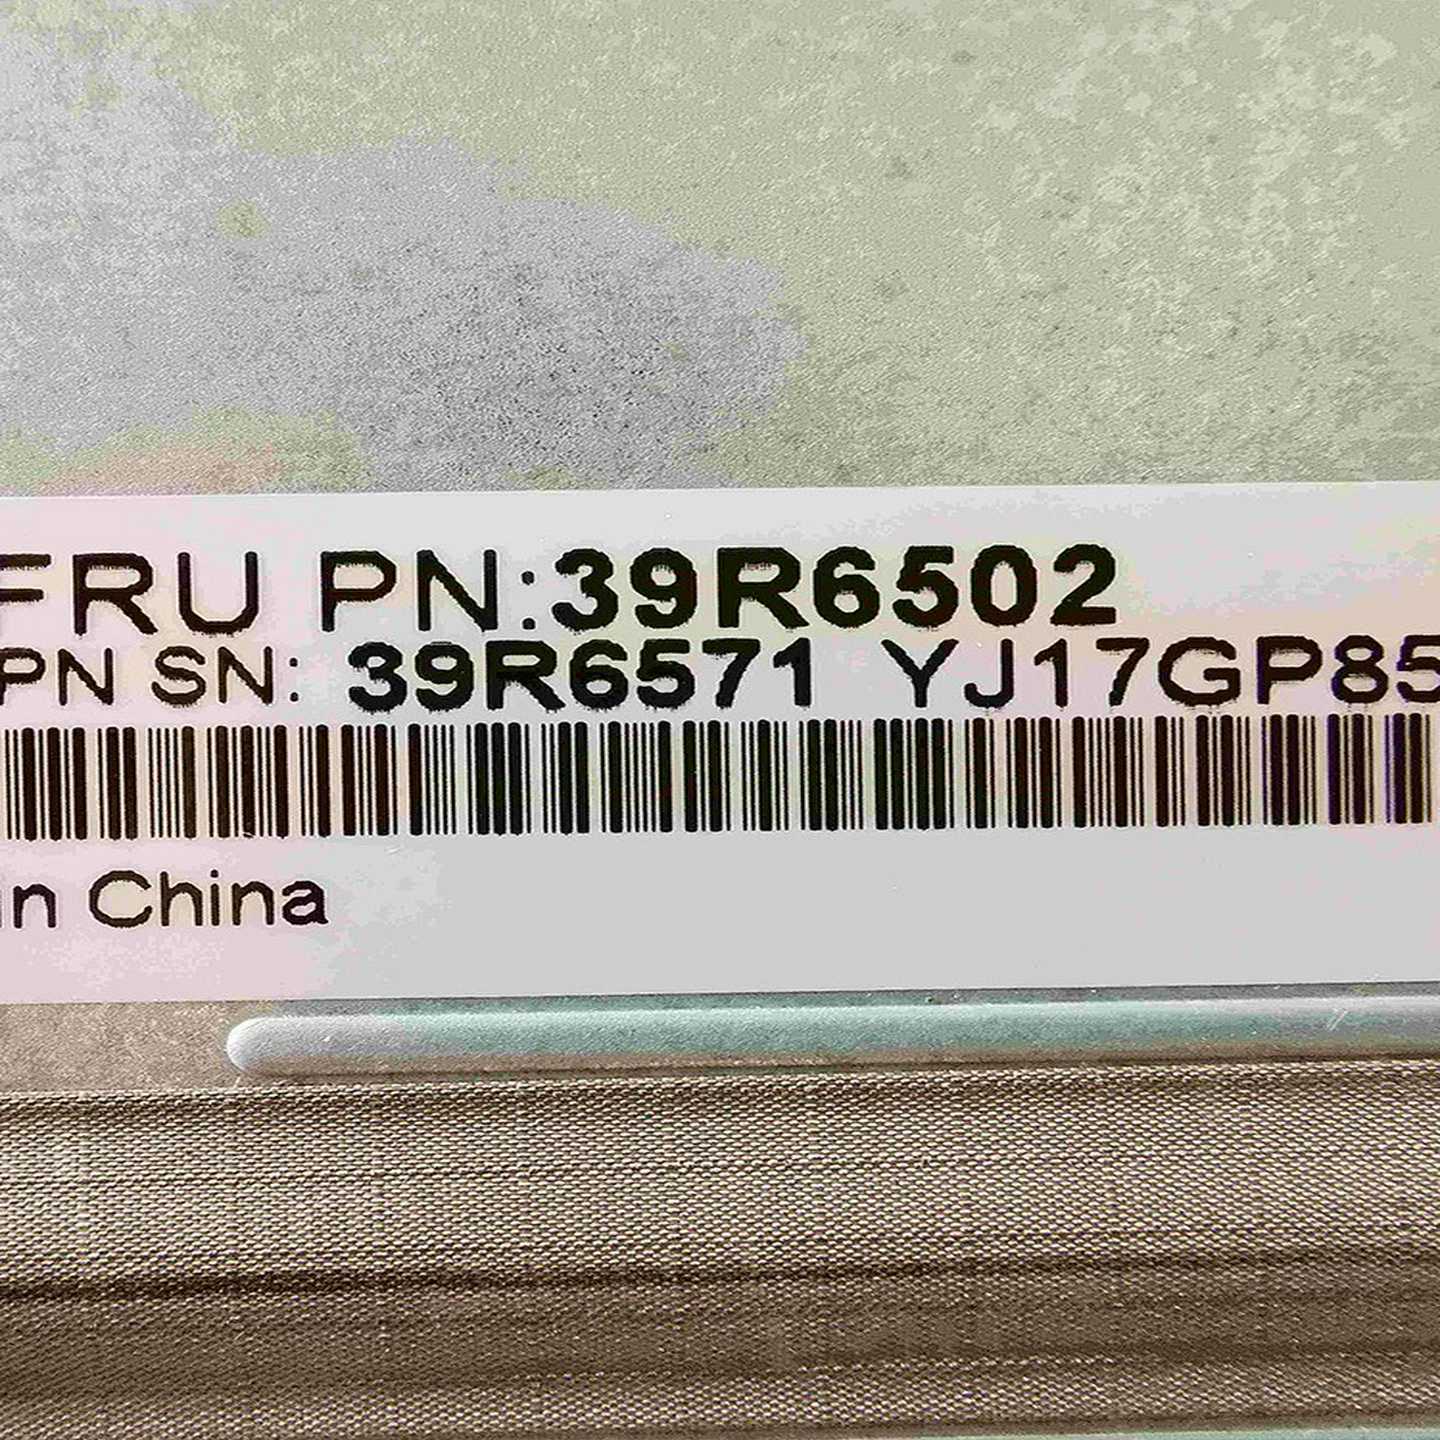 FRU PN:39R6502
PN SN: 39R6571 YJ17GP85
in China